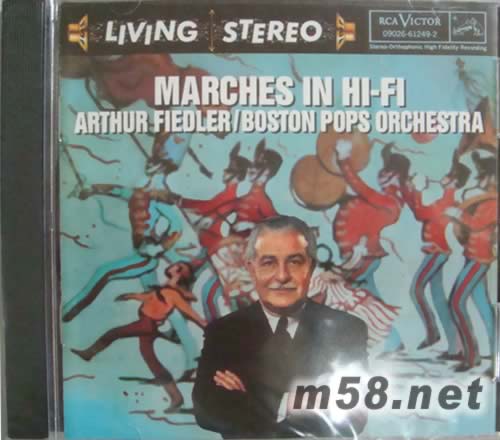 LIVING STEREO
RCA VICTOR
09026-61249-2
Stereo-Orthophonic High Fidelity Recording
MARCHES IN HI-FI
ARTHUR FIEDLER/BOSTON POPS ORCHESTRA
m58.net